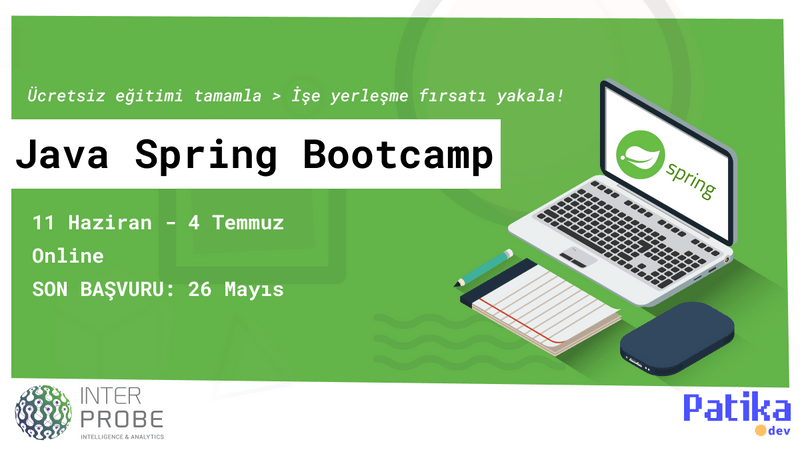 Ücretsiz eğitimi tamamla > İşe yerleşme fırsatı yakala!
Java Spring Bootcamp
11 Haziran - 4 Temmuz
Online
SON BAŞVURU: 26 Mayıs
spring
INTER
PROBE
INTELLIGENCE & ANALYTICS
Patika
dev